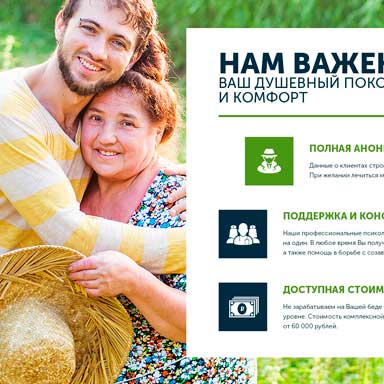 НАМ ВАЖЕН
ВАШ ДУШЕВНЫЙ ПОКО
И КОМФОРТ
ПОЛНАЯ АНОН
Данные о клиентах стро
При желании лечиться
ПОДДЕРЖКА И КОНС
Наши профессиональные психол
на один. В любое время Вы полу
а также помощь в борьбе с созав
ДОСТУПНАЯ СТОИМ
Не зарабатываем на Вашей беде
уровне. Стоимость комплексной
от 60 000 рублей.